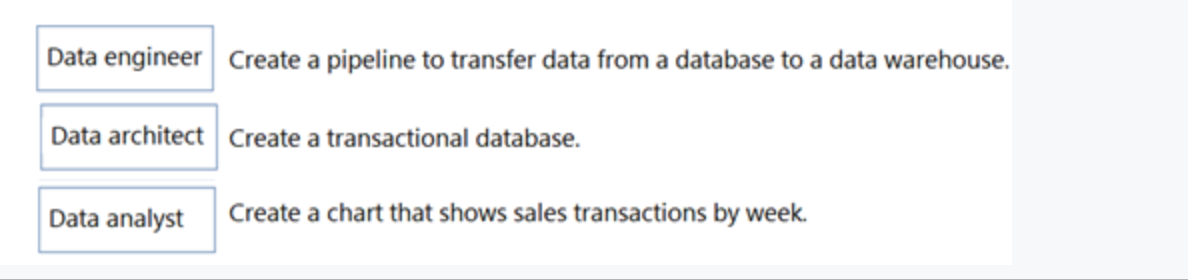 Data engineer Create a pipeline to transfer data from a database to a data warehouse.
Data architect Create a transactional database.
Data analyst Create a chart that shows sales transactions by week.